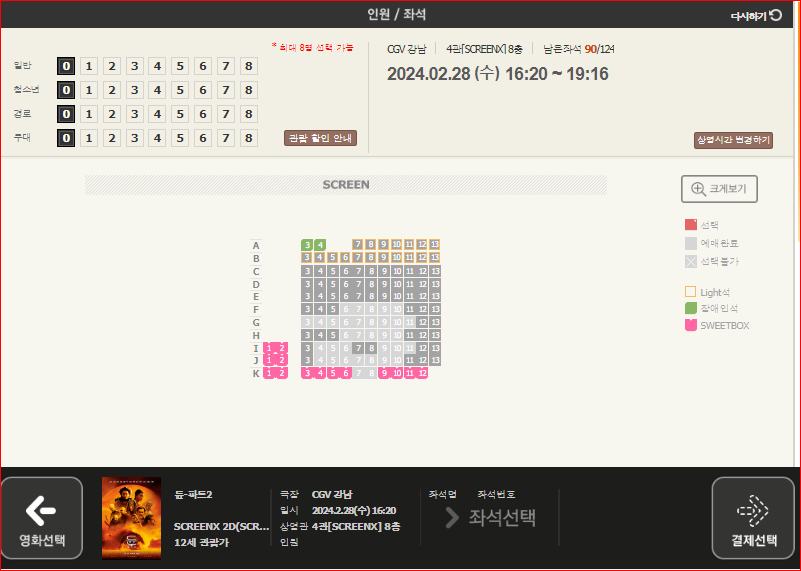 인원 / 좌석
다시하기
* 최대 8명 선택 가능
일반 0 1 2 3 4 5 6 7 8
청소년 0 1 2 3 4 5 6 7 8
경로 0 1 2 3 4 5 6 7 8
우대 0 1 2 3 4 5 6 7 8
관람 할인 안내
CGV 강남 4관[SCREENX] 8층 남은좌석 90/124
2024.02.28 (수) 16:20 ~ 19:16
상영시간 변경하기
SCREEN
크게보기
A 3 4 7 8 9 10 11 12 13
B 3 4 5 6 7 8 9 10 11 12 13
C 3 4 5 6 7 8 9 10 11 12 13
D 3 4 5 6 7 8 9 10 11 12 13
E 3 4 5 6 7 8 9 10 11 12 13
F 3 4 5 6 7 8 9 10 11 12 13
G 3 4 5 6 7 8 9 10 11 12 13
H 3 4 5 6 7 8 9 10 11 12 13
I 1 2 3 4 5 6 7 8 9 10 11 12 13
J 1 2 3 4 5 6 7 8 9 10 11 12 13
K 1 2 3 4 5 6 7 8 9 10 11 12
선택
예매완료
선택불가
Light석
장애인석
SWEETBOX
영화선택
듄
듄-파트2
SCREENX 2D(SCR...
12세 관람가
극장 CGV 강남
일시 2024.2.28(수) 16:20
상영관 4관[SCREENX] 8층
인원
좌석명 좌석번호
좌석선택
결제선택